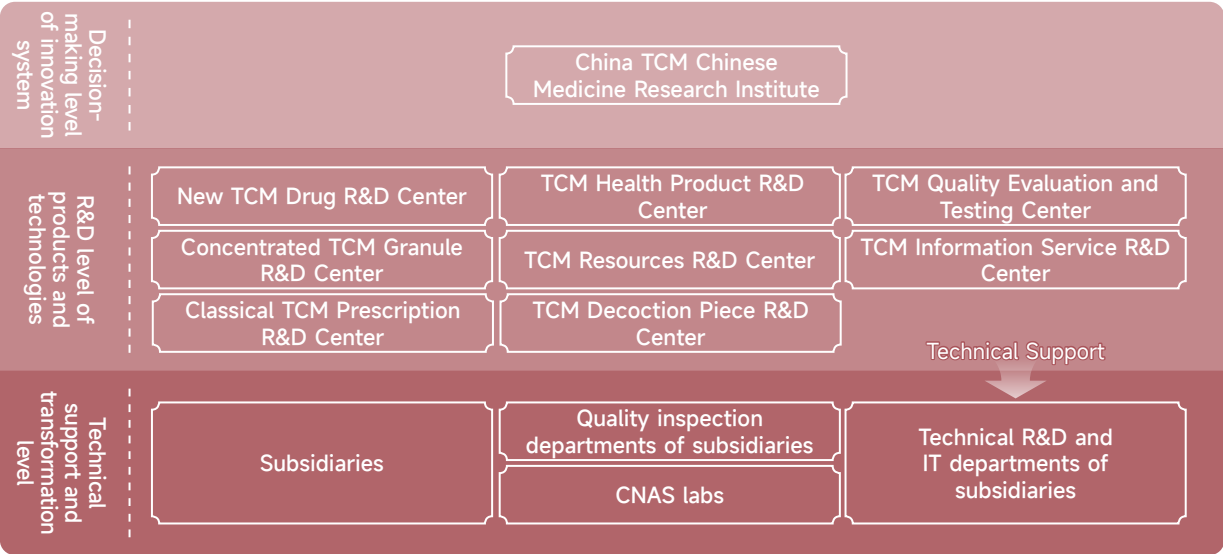 Decision-
making level
of innovation
system
China TCM Chinese
Medicine Research Institute
R&D level of
products and
technologies
New TCM Drug R&D Center
TCM Health Product R&D
Center
TCM Quality Evaluation and
Testing Center
Concentrated TCM Granule
R&D Center
TCM Resources R&D Center
TCM Information Service R&D
Center
Classical TCM Prescription
R&D Center
TCM Decoction Piece R&D
Center
Technical Support
Technical
support and
transformation
level
Subsidiaries
Quality inspection
departments of subsidiaries
CNAS labs
Technical R&D and
IT departments of
subsidiaries